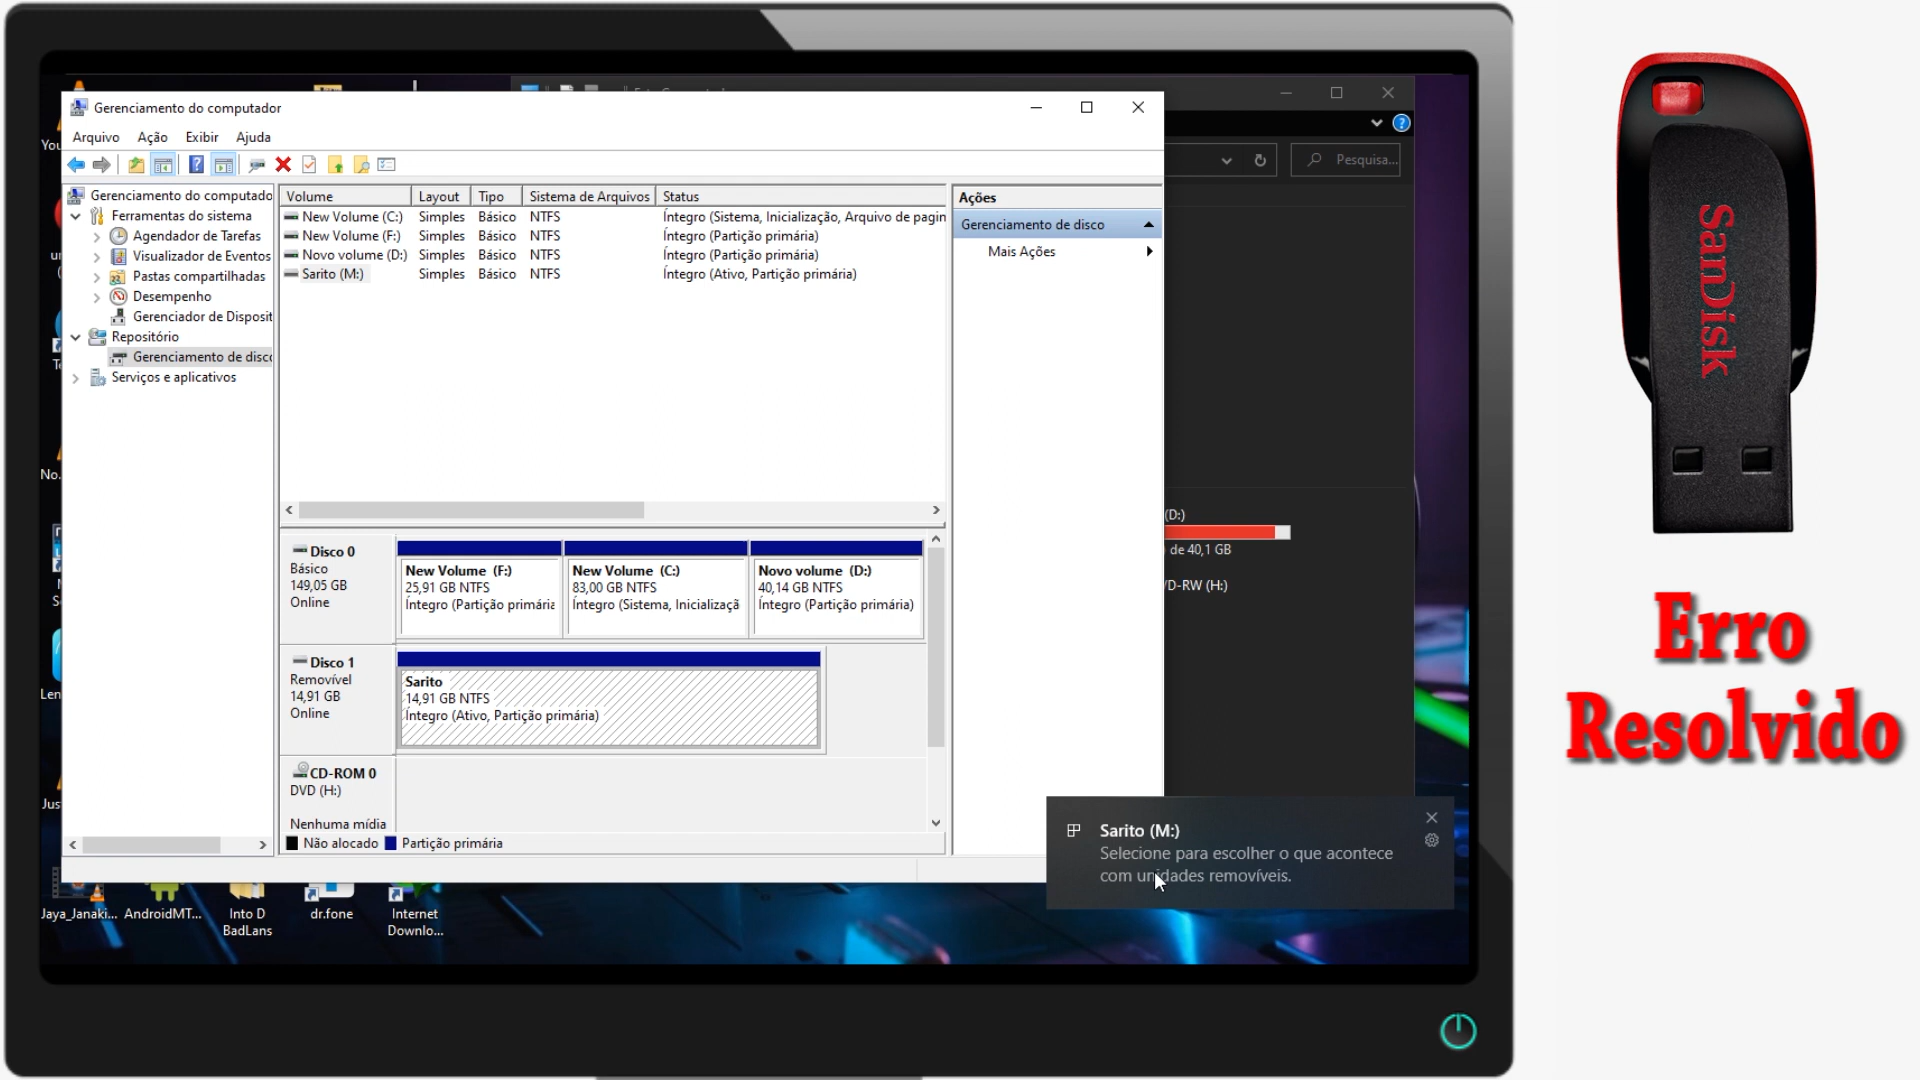 Gerenciamento do computador
Arquivo Ação Exibir Ajuda
Pesquisa...
Gerenciamento do computado
Ferramentas do sistema
Agendador de Tarefas
Visualizador de Eventos
Pastas compartilhadas
Desempenho
Gerenciador de Disposit
Repositório
Gerenciamento de disco
Serviços e aplicativos
Volume Layout Tipo Sistema de Arquivos Status
New Volume (C:) Simples Básico NTFS Íntegro (Sistema, Inicialização, Arquivo de pagin
New Volume (F:) Simples Básico NTFS Íntegro (Partição primária)
Novo volume (D:) Simples Básico NTFS Íntegro (Partição primária)
Sarito (M:) Simples Básico NTFS Íntegro (Ativo, Partição primária)
Ações
Gerenciamento de disco
Mais Ações
Disco 0
Básico
149,05 GB
Online
New Volume (F:)
25,91 GB NTFS
Íntegro (Partição primária
New Volume (C:)
83,00 GB NTFS
Íntegro (Sistema, Inicializaçã
Novo volume (D:)
40,14 GB NTFS
Íntegro (Partição primária)
Disco 1
Removível
14,91 GB
Online
Sarito
14,91 GB NTFS
Íntegro (Ativo, Partição primária)
CD-ROM 0
DVD (H:)
Nenhuma mídia
Não alocado Partição primária
(D:)
de 40,1 GB
D-RW (H:)
Sarito (M:)
Selecione para escolher o que acontece
com unidades removíveis.
You
No.
Len
Jus
Jaya_Janaki...
AndroidMT...
Into D
BadLans
dr.fone
Internet
Downlo...
SanDisk
Erro
Resolvido